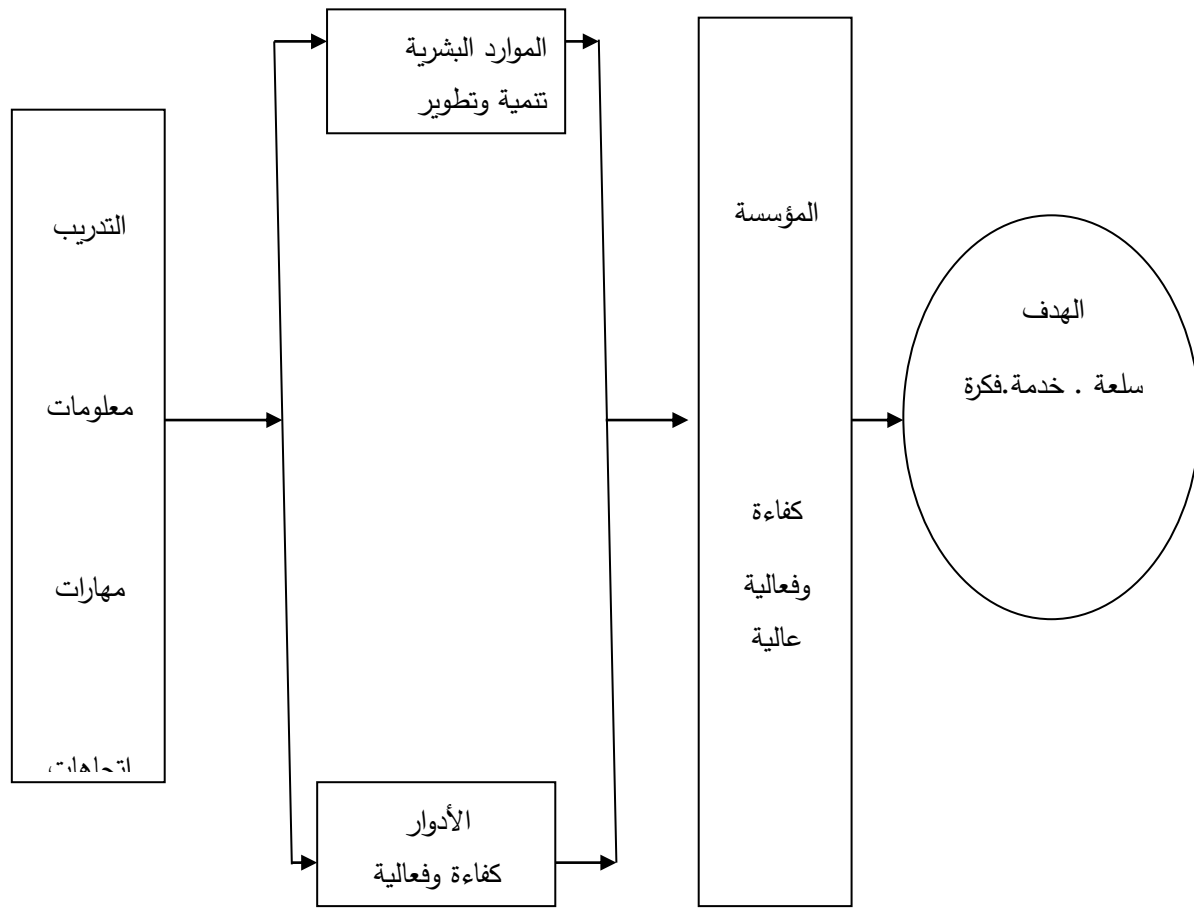 التدريب
معلومات
مهارات
الموارد البشرية
تنمية وتطوير
الأدوار
كفاءة وفعالية
المؤسسة
كفاءة
وفعالية
عالية
الهدف
سلعة . خدمة.فكرة